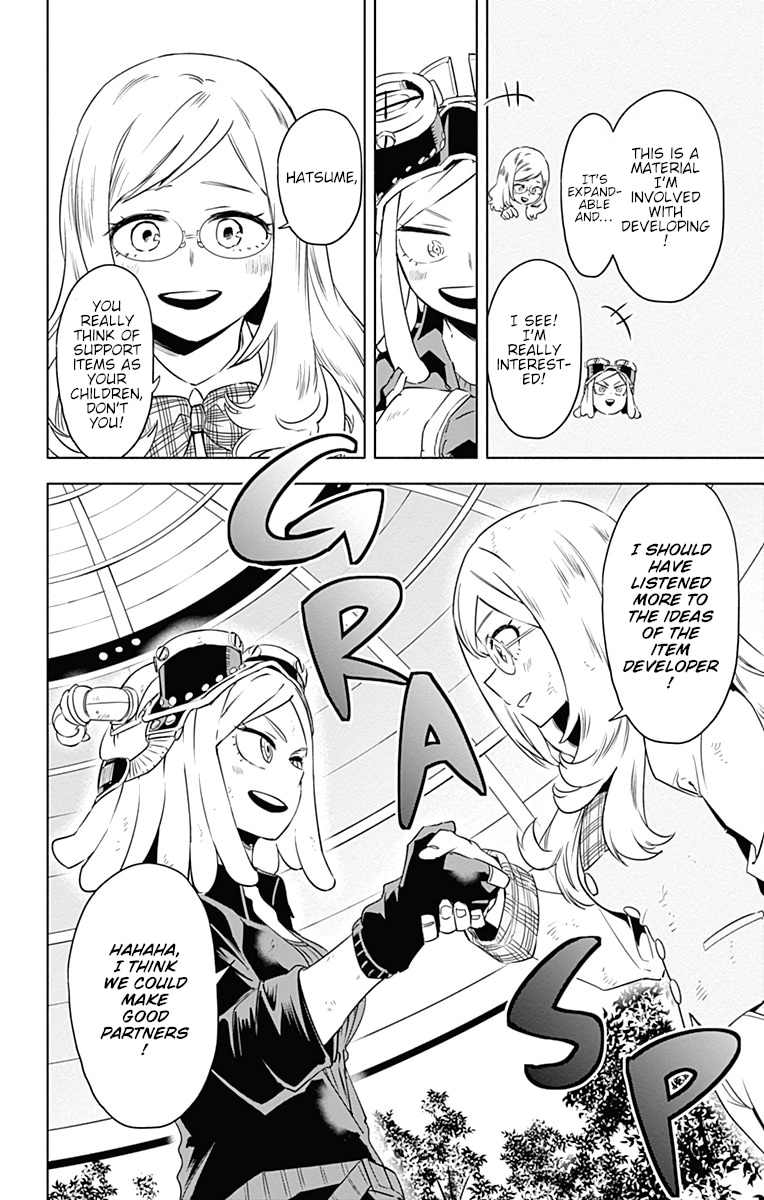 THIS IS A
MATERIAL
I'M
INVOLVED
WITH
DEVELOPING
!
IT'S
EXPAND-
ABLE
AND...
I SEE!
I'M
REALLY
INTEREST-
ED!
HATSUME,
YOU
REALLY
THINK OF
SUPPORT
ITEMS AS
YOUR
CHILDREN,
DON'T
YOU!
I SHOULD
HAVE
LISTENED
MORE TO
THE IDEAS
OF THE
ITEM
DEVELOPER
!
GRASP
HAHAHA,
I THINK
WE COULD
MAKE
GOOD
PARTNERS
!